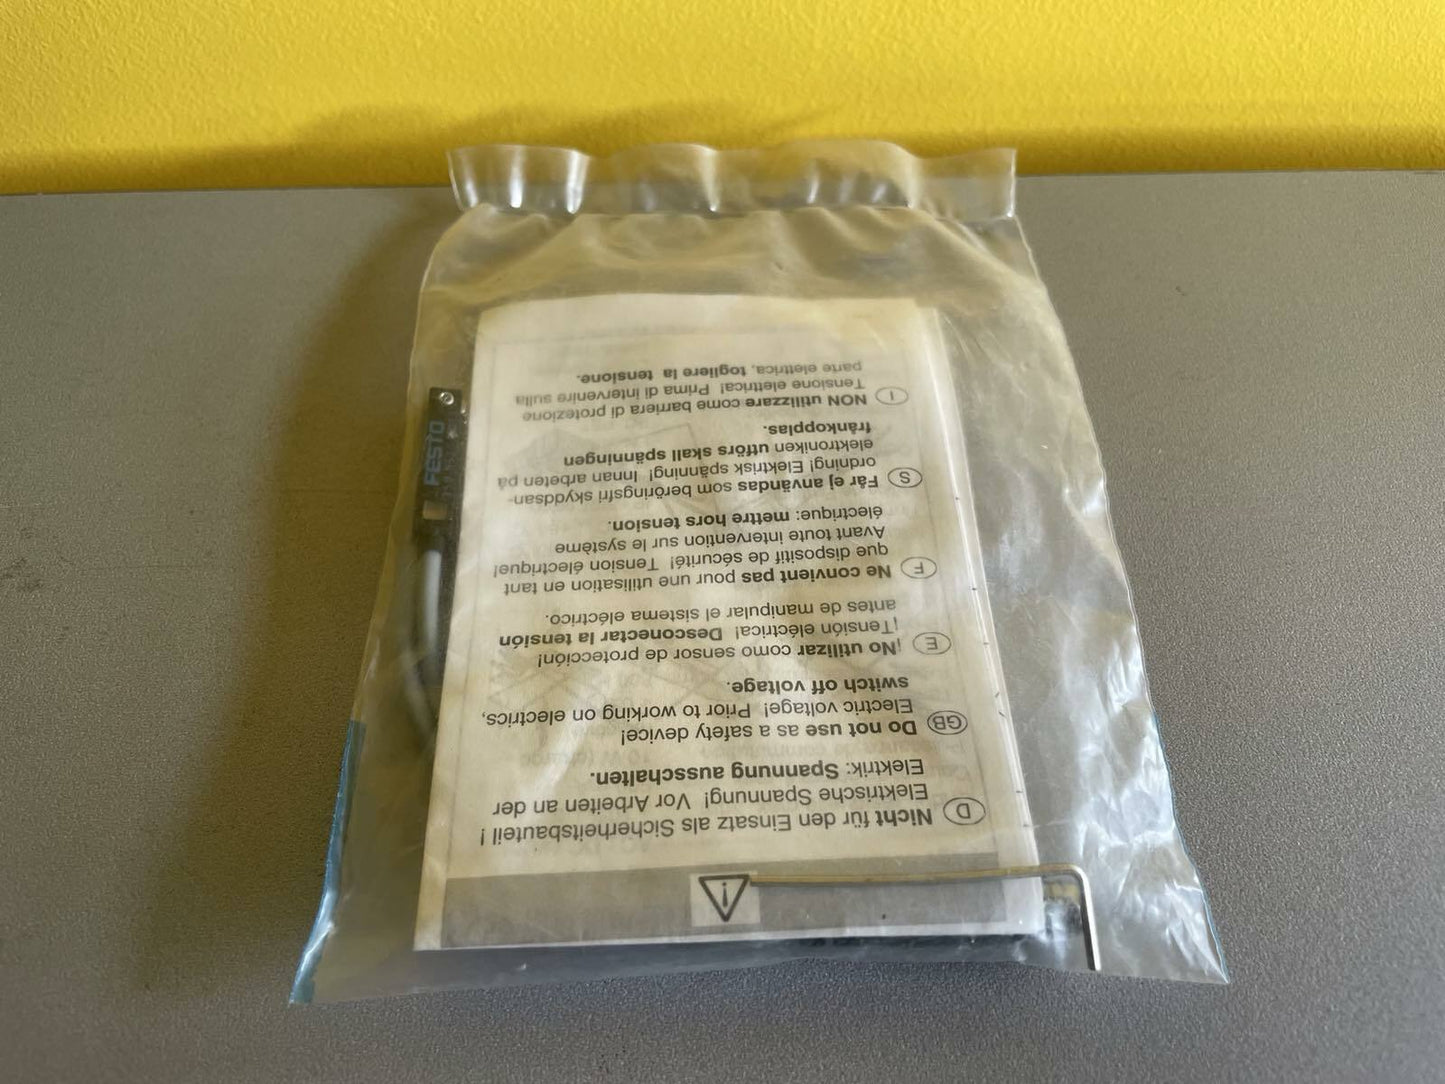 Nicht für den Einsatz als Sicherheitsbauteil !
Elektrische Spannung! Vor Arbeiten an der
Elektrik: Spannung ausschalten.
D
Do not use as a safety device!
Electric voltage! Prior to working on electrics,
switch off voltage.
GB
¡No utilizar como sensor de protección!
¡Tensión eléctrica! Desconectar la tensión
antes de manipular el sistema eléctrico.
E
Ne convient pas pour une utilisation en tant
que dispositif de sécurité! Tension électrique!
Avant toute intervention sur le système
électrique: mettre hors tension.
F
Får ej användas som beröringsfri skyddsan-
ordning! Elektrisk spänning! Innan arbeten på
elektroniken utförs skall spänningen
frånkopplas.
S
NON utilizzare come barriera di protezione
Tensione elettrica! Prima di intervenire sulla
parte elettrica, togliere la tensione.
I
FESTO